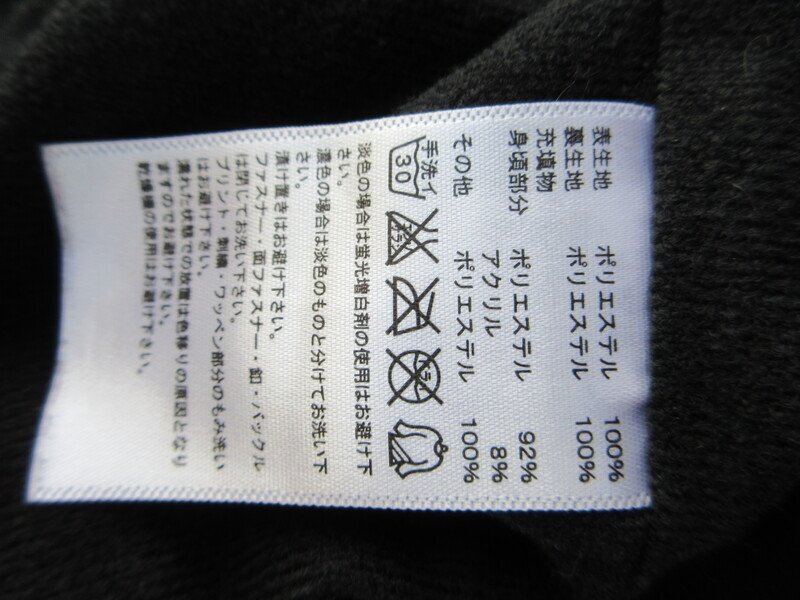 表生地 ポリエステル 100%
裏生地 ポリエステル 100%
充填物
身頃部分 ポリエステル 92%
アクリル 8%
その他 ポリエステル 100%
手洗イ
30
エンソ
サラシ
ドライ
淡色の場合は蛍光増白剤の使用はお避け下
さい。
濃色の場合は淡色のものと分けてお洗い下
さい。
漬け置きはお避け下さい。
ファスナー・面ファスナー・釦・バックル
は閉じてお洗い下さい。
プリント・刺繍・ワッペン部分のもみ洗い
はお避け下さい。
濡れた状態での放置は色移りの原因となり
ますのでお避け下さい。
乾燥機の使用はお避け下さい。